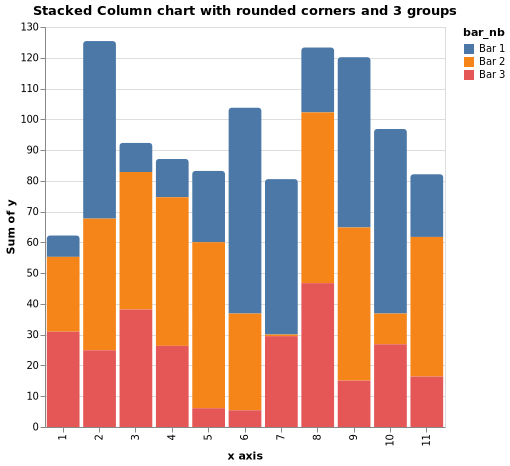 Stacked Column chart with rounded corners and 3 groups
bar_nb
Bar 1
Bar 2
Bar 3
Sum of y
130
120
110
100
90
80
70
60
50
40
30
20
10
0
1 2 3 4 5 6 7 8 9 10 11
x axis